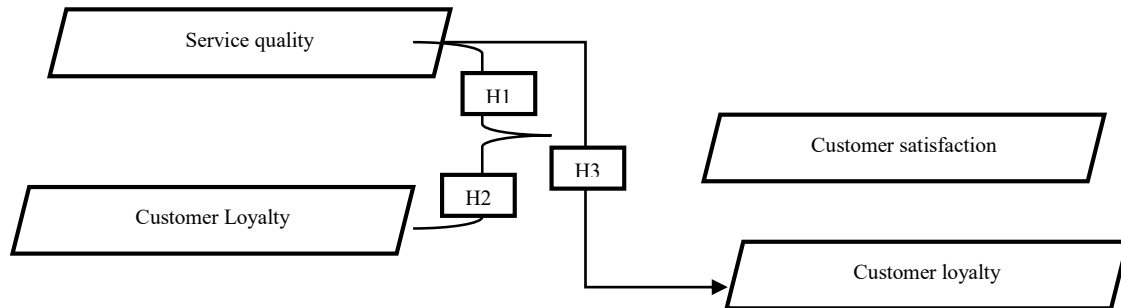 Service quality
H1
Customer satisfaction
H3
H2
Customer Loyalty
Customer loyalty